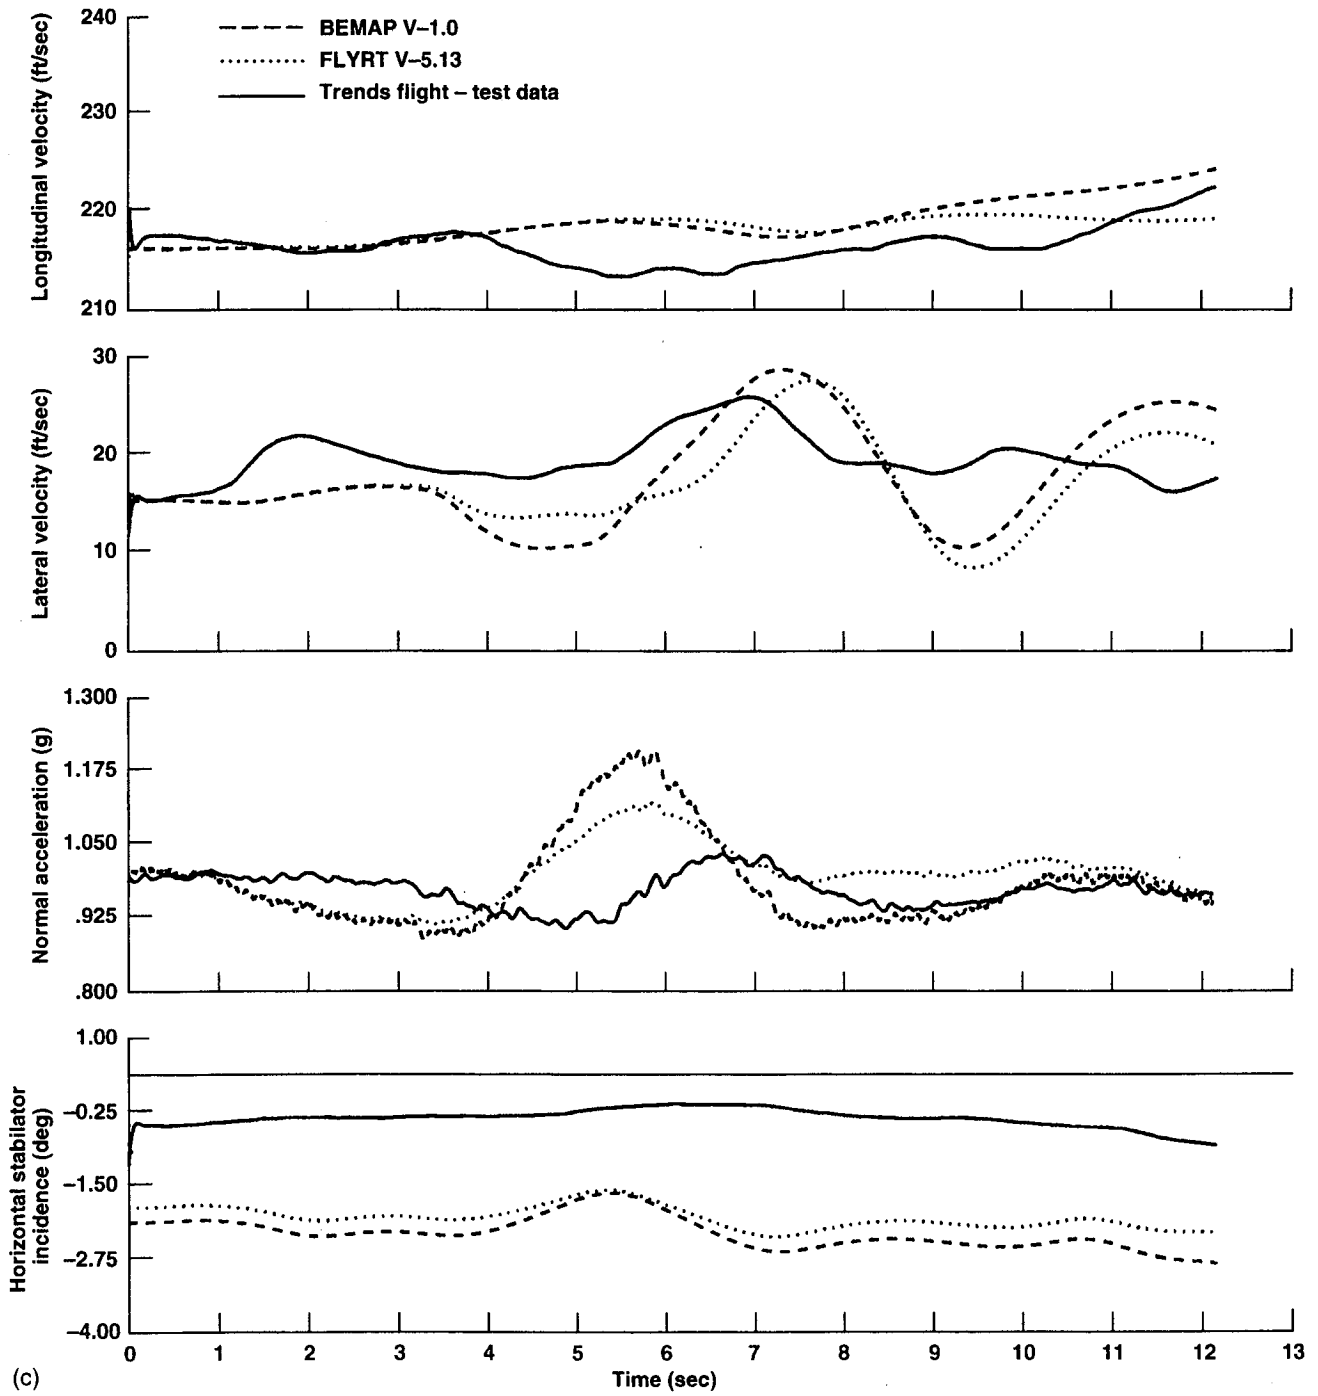 Longitudinal velocity (ft/sec)
240
230
220
210
BEMAP V–1.0
FLYRT V–5.13
Trends flight – test data
Lateral velocity (ft/sec)
30
20
10
0
Normal acceleration (g)
1.300
1.175
1.050
.925
.800
Horizontal stabilator
incidence (deg)
1.00
–0.25
–1.50
–2.75
–4.00
0 1 2 3 4 5 6 7 8 9 10 11 12 13
Time (sec)
(c)